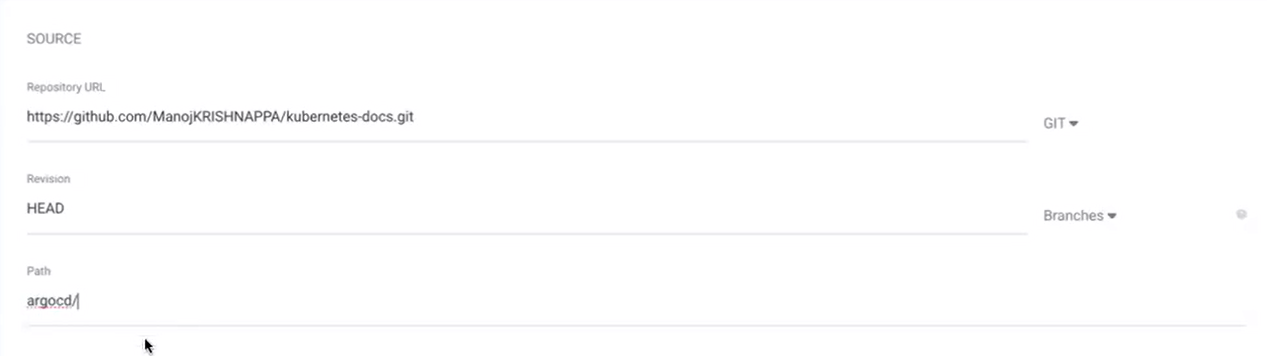 SOURCE
Repository URL
https://github.com/ManojKRISHNAPPA/kubernetes-docs.git
GIT
Revision
HEAD
Branches
Path
argocd/